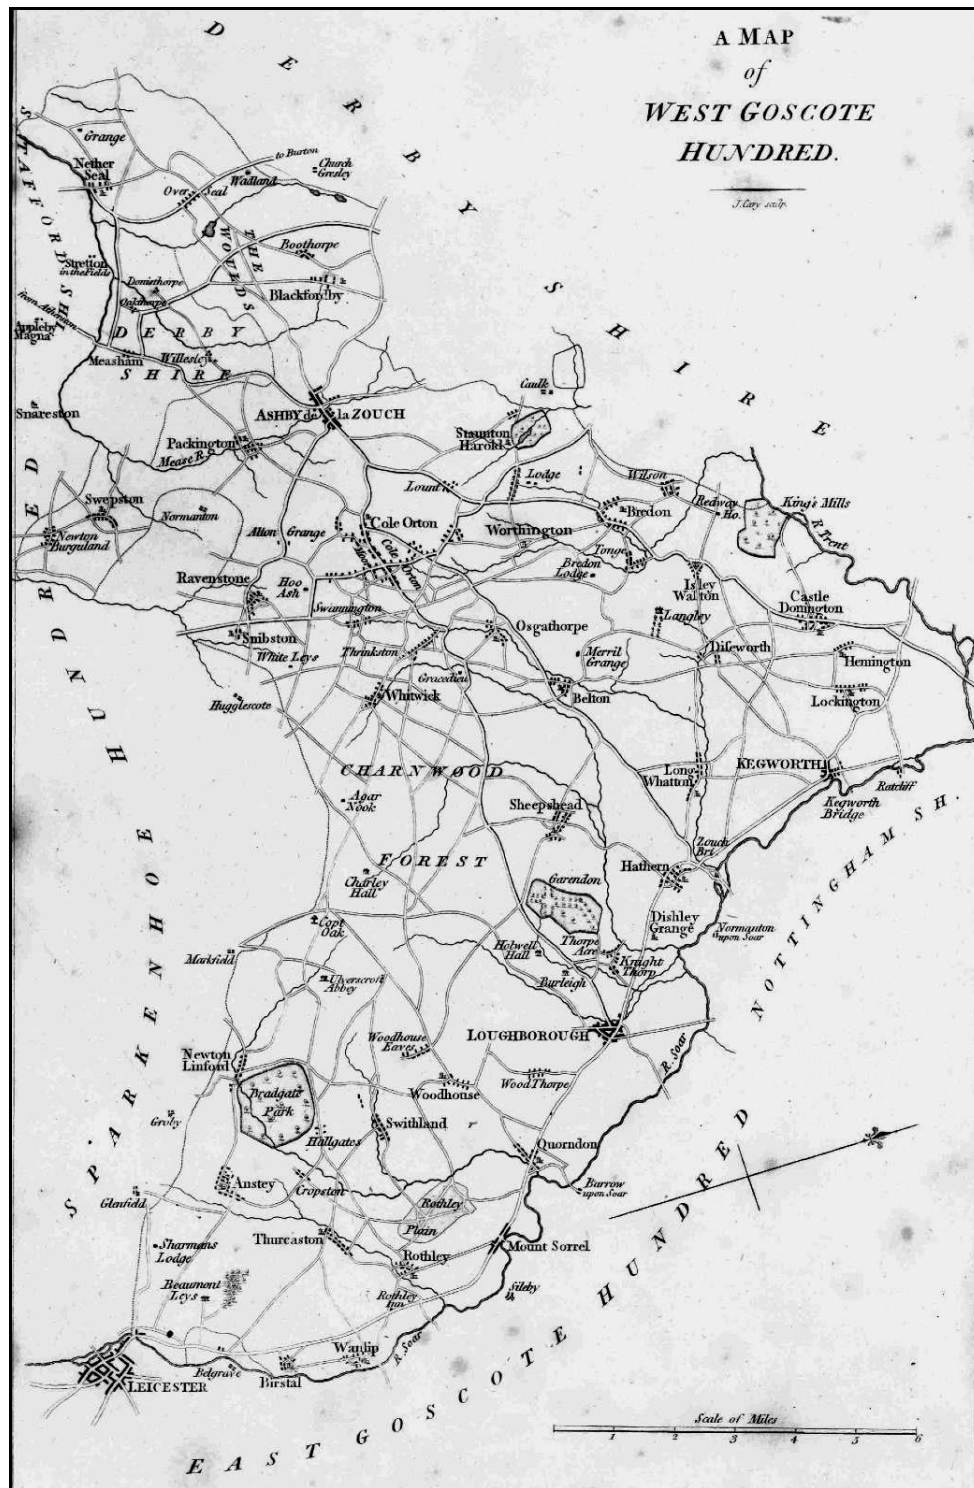 A MAP
of
WEST GOSCOTE
HUNDRED.
J. Cary sculp.
DERBYSHIRE
STAFFORDSHI
Grange
Nether
Seal
Over Seal
Wadland
to Burton
Church
Gresley
THE
WOULDS
Boothorpe
Stretton
in the Fields
Donisthorpe
Oakthorpe
Blackfordby
from Atherston
Appleby
Magna
DERBY
SHIRE
Measham
Willesley
Snareston
ASHBY de la ZOUCH
Packington
Mease R.
Caulk
Staunton
Harold
Lodge
Lount
Wilson
Redway
Ho.
King's Mills
R. Trent
Swepston
Normanton
Newton
Burguland
Alton Grange
Cole Orton
Cole Orton
Moor
Worthington
Bredon
Tonge
Bredon
Lodge
Isley
Walton
Castle
Donington
Ravenstone
Hoo
Ash
Swannington
Snibston
White Leys
Thrinkston
Osgathorpe
Langley
Merril
Grange
Diseworth
Hemington
Hugglescote
Gracedieu
Whitwick
Belton
Lockington
CHARNWOOD
FOREST
Long
Whatton
KEGWORTH
Ratcliff
Kegworth
Bridge
Agar
Nook
Sheepshead
Zouch
Bri.
Hathern
NOTTINGHAM SH.
Charley
Hall
Garendon
Dishley
Grange
Copt
Oak
Normanton
upon Soar
Markfield
Holwell
Hall
Thorpe
Acre
Knight
Thorp
Burleigh
Ulverscroft
Abbey
LOUGHBOROUGH
R. Soar
Woodhouse
Eaves
Newton
Linford
Bradgate
Park
Woodhouse
Wood Thorpe
Groby
Swithland
r
Hallgates
Quorndon
Anstey
Cropston
Barrow
upon Soar
Glenfield
Rothley
Plain
Thurcaston
Mount Sorrel
Sharmans
Lodge
Rothley
Beaumont
Leys
Rothley
Inn
Sileby
R. Soar
Wanlip
Belgrave
Birstal
LEICESTER
SPARKENHOE HUNDRED
EAST GOSCOTE HUNDRED
Scale of Miles
1 2 3 4 5 6